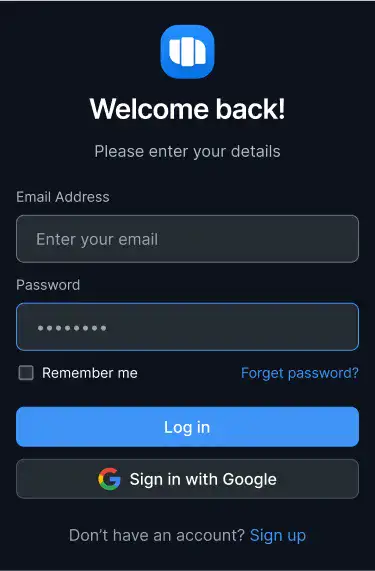 Welcome back!
Please enter your details
Email Address
Enter your email
Password
••••••••
Remember me
Forget password?
Log in
Sign in with Google
Don't have an account? Sign up